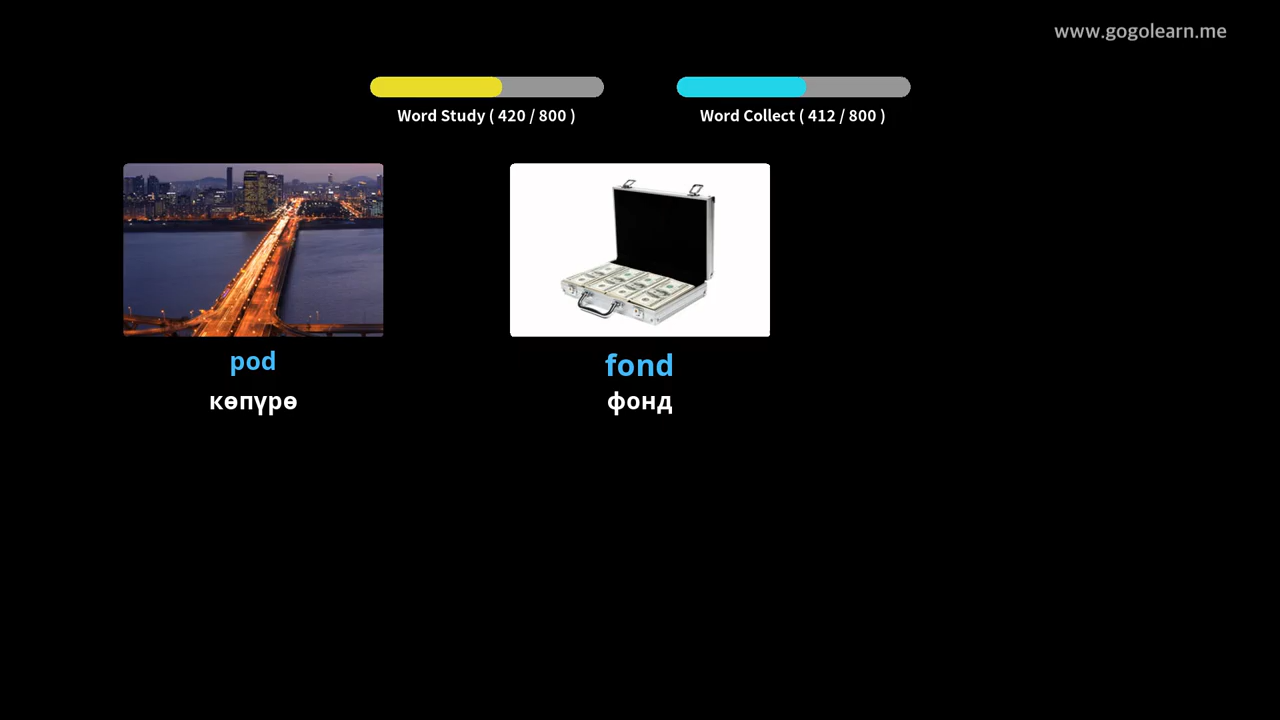 www.gogolearn.me
Word Study ( 420 / 800 )
Word Collect ( 412 / 800 )
pod
көпүрө
fond
фонд